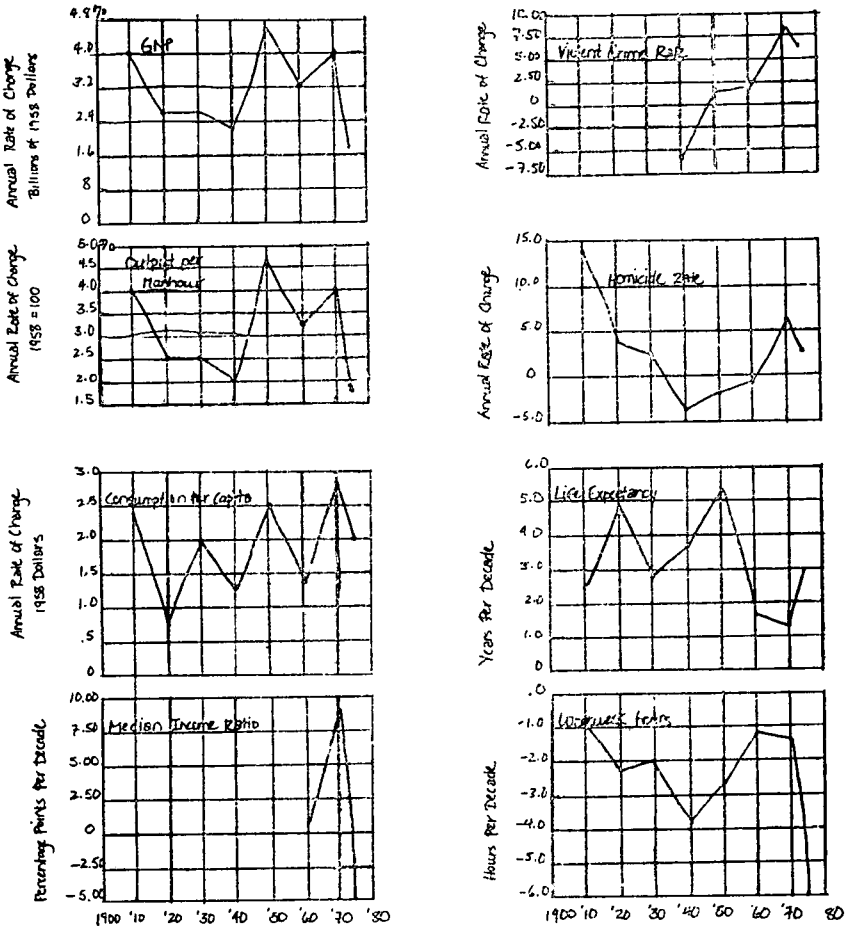 4.8%
GNP
4.0
3.2
2.4
1.6
8
0
Annual Rate of Change
Billions of 1958 Dollars
10.00
7.50
5.00
2.50
0
-2.50
-5.00
-7.50
Violent Crime Rate
Annual Rate of Change
5.0%
4.5
4.0
3.5
3.0
2.5
2.0
1.5
Output per
Manhour
Annual Rate of Change
1958 = 100
15.0
10.0
5.0
0
-5.0
Homicide Rate
Annual Rate of Change
3.0
2.5
2.0
1.5
1.0
.5
0
Consumption Per Capita
Annual Rate of Change
1958 Dollars
6.0
5.0
4.0
3.0
2.0
1.0
0
Life Expectancy
Years Per Decade
10.00
7.50
5.00
2.50
0
-2.50
-5.00
Median Income Ratio
Percentage Points Per Decade
1900 '10 '20 '30 '40 '50 '60 '70 '80
.0
-1.0
-2.0
-3.0
-4.0
-5.0
-6.0
Hours
Hours Per Decade
1900 '10 '20 '30 '40 '50 '60 '70 80